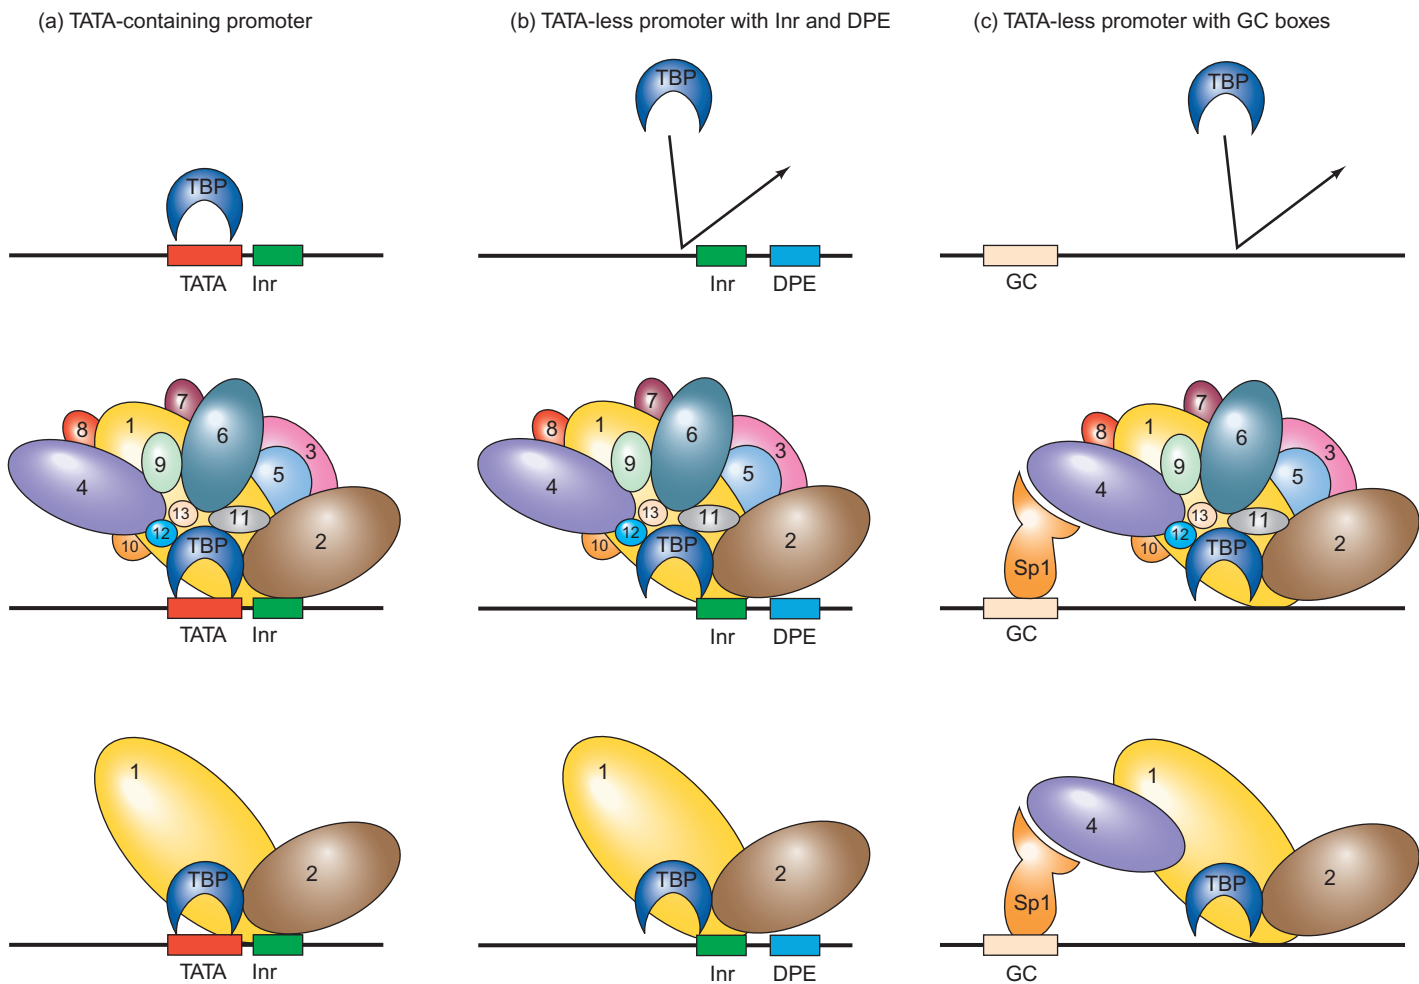 (a) TATA-containing promoter
(b) TATA-less promoter with Inr and DPE
(c) TATA-less promoter with GC boxes
TBP
TATA
Inr
TBP
Inr
DPE
TBP
GC
7
8
1
6
9
3
5
4
13
11
12
10
TBP
2
TATA
Inr
7
8
1
6
9
3
5
4
13
11
12
10
TBP
2
Inr
DPE
7
8
1
6
9
3
5
4
13
11
12
10
TBP
2
Sp1
GC
1
TBP
2
TATA
Inr
1
TBP
2
Inr
DPE
1
4
TBP
2
Sp1
GC